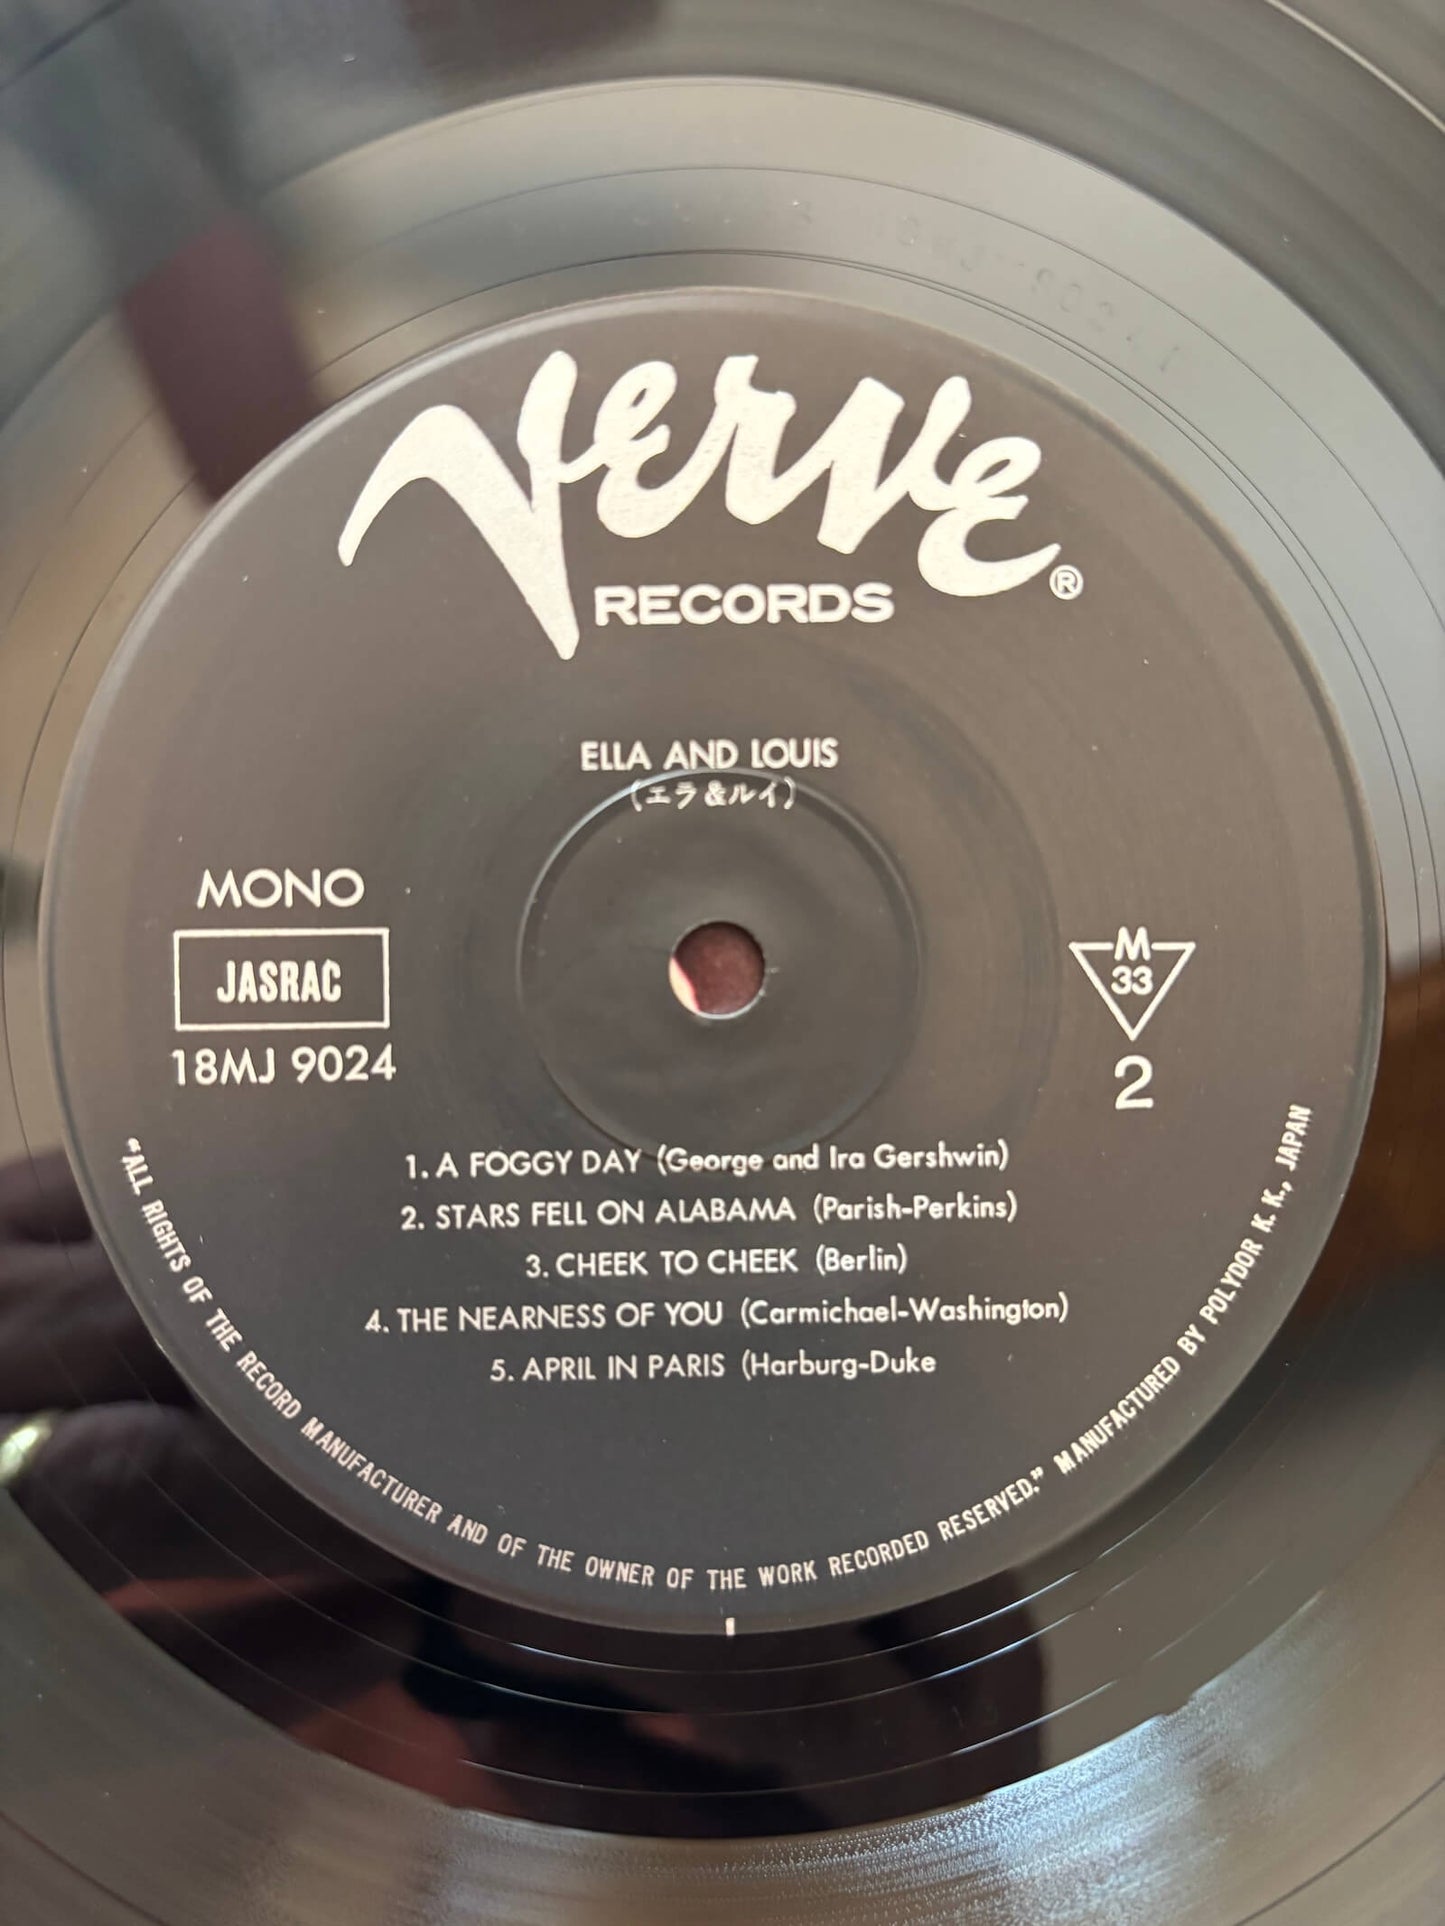 Verve
RECORDS ®
ELLA AND LOUIS
(エラ&ルイ)
MONO
JASRAC
18MJ 9024
M
33
2
1. A FOGGY DAY (George and Ira Gershwin)
2. STARS FELL ON ALABAMA (Parish-Perkins)
3. CHEEK TO CHEEK (Berlin)
4. THE NEARNESS OF YOU (Carmichael-Washington)
5. APRIL IN PARIS (Harburg-Duke
"ALL RIGHTS OF THE RECORD MANUFACTURER AND OF THE OWNER OF THE WORK RECORDED RESERVED." MANUFACTURED BY POLYDOR K. K., JAPAN